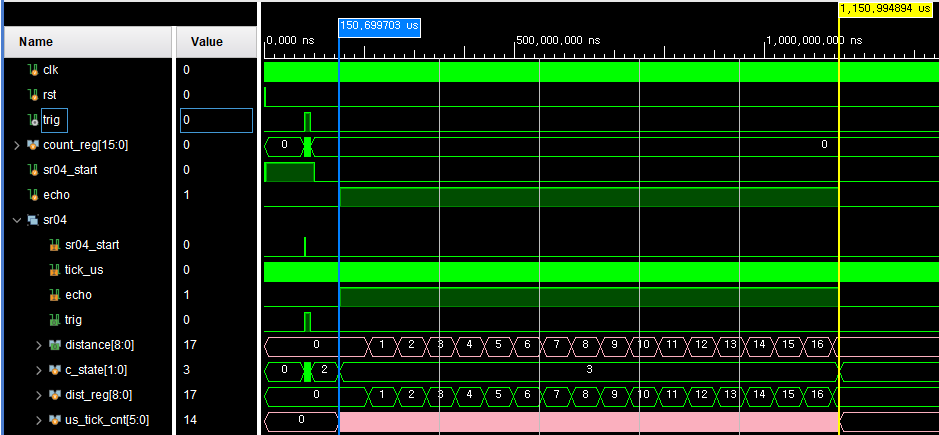 1,150,994894 us
150,699703 us
Name Value
0,000 ns 500,000,000 ns 1,000,000,000 ns
clk 0
rst 0
trig 0
count_reg[15:0] 0 0 0
sr04_start 0
echo 1
sr04
sr04_start 0
tick_us 0
echo 1
trig 0
distance[8:0] 17 0 1 2 3 4 5 6 7 8 9 10 11 12 13 14 15 16
c_state[1:0] 3 0 2 3
dist_reg[8:0] 17 0 1 2 3 4 5 6 7 8 9 10 11 12 13 14 15 16
us_tick_cnt[5:0] 14 0